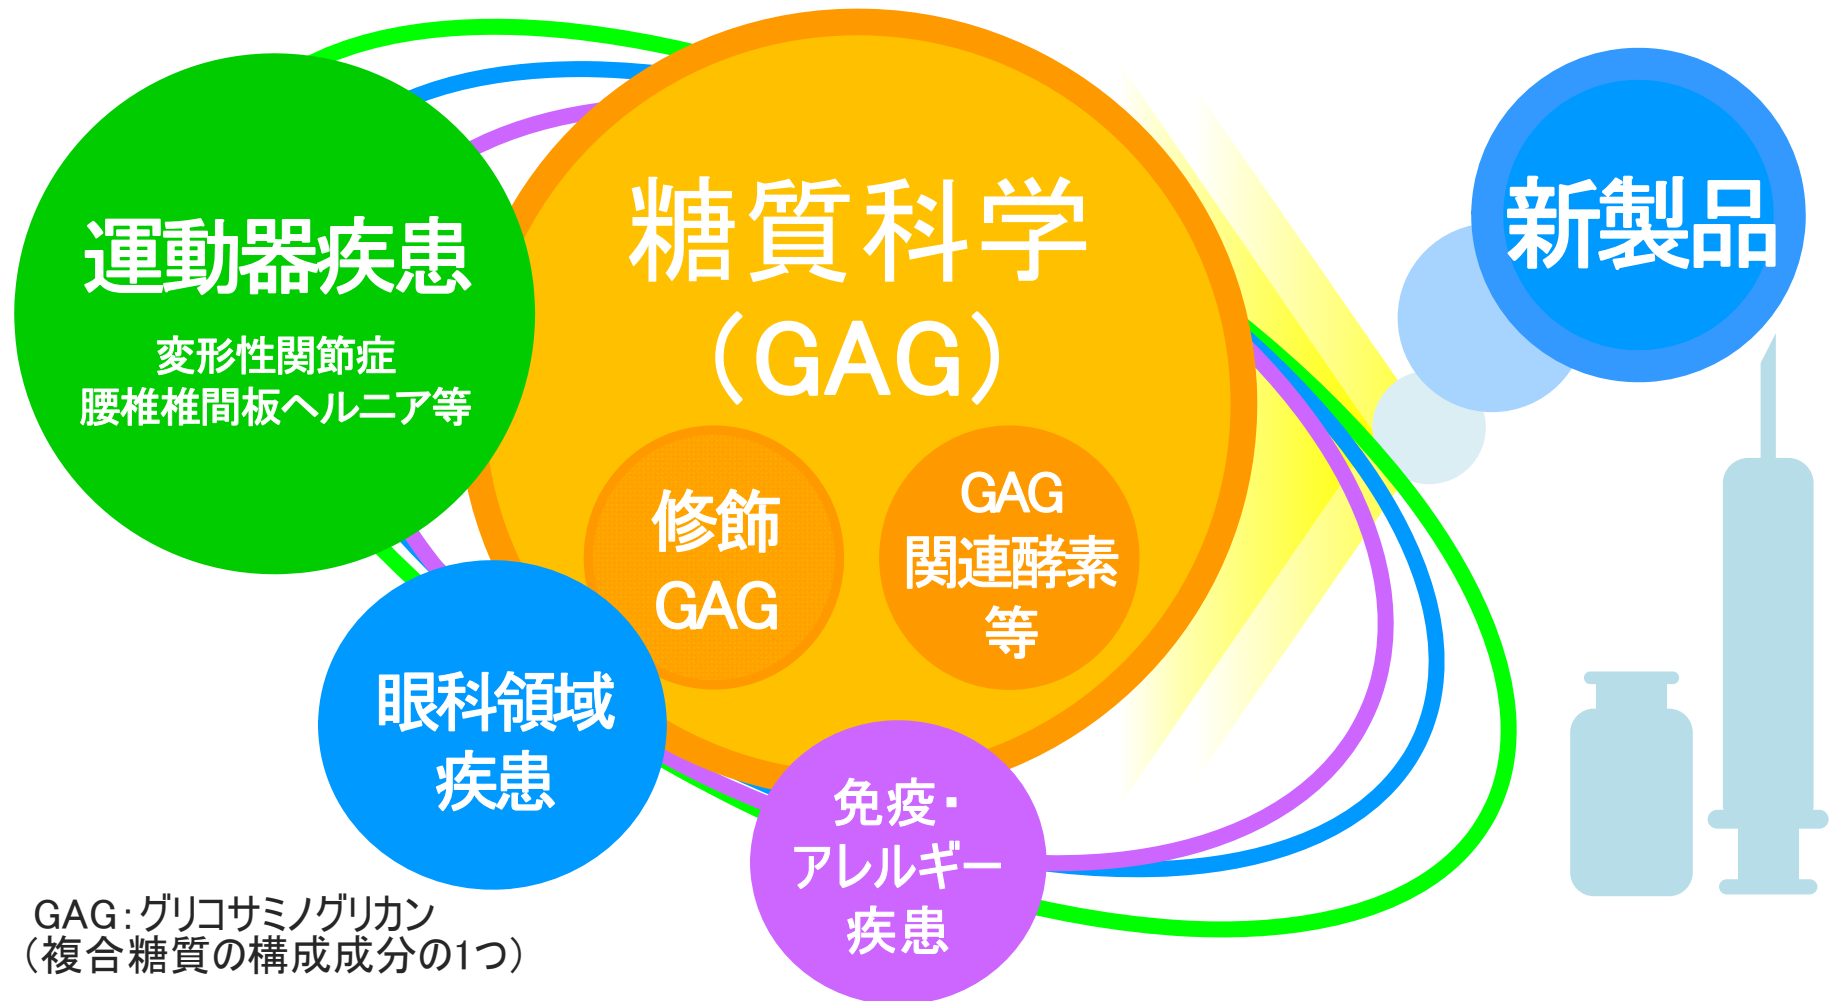 運動器疾患
変形性関節症
腰椎椎間板ヘルニア等
糖質科学
（GAG）
修飾
GAG
GAG
関連酵素
等
新製品
眼科領域
疾患
免疫・
アレルギー
疾患
GAG：グリコサミノグリカン
（複合糖質の構成成分の1つ）